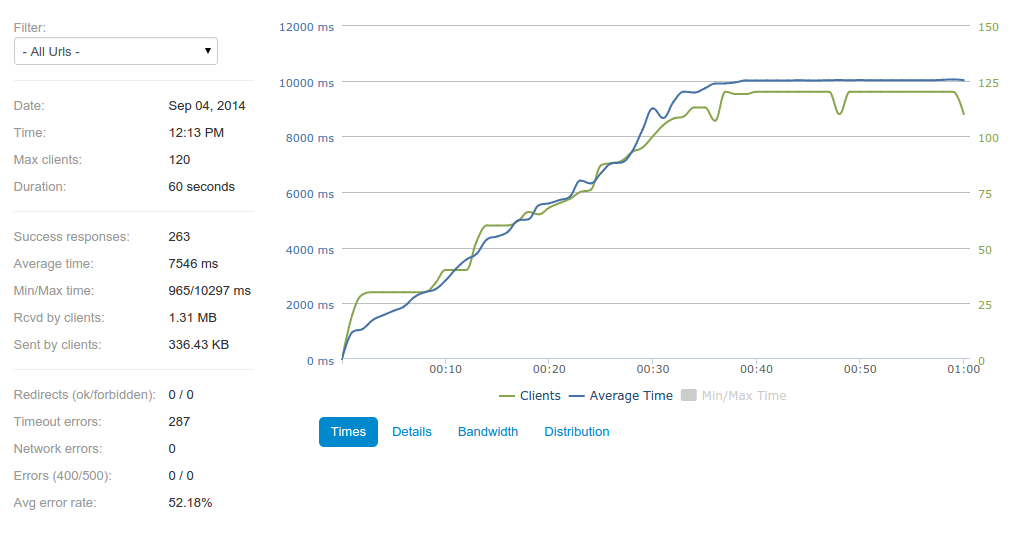 Filter:
- All Urls -
Date: Sep 04, 2014
Time: 12:13 PM
Max clients: 120
Duration: 60 seconds
Success responses: 263
Average time: 7546 ms
Min/Max time: 965/10297 ms
Rcvd by clients: 1.31 MB
Sent by clients: 336.43 KB
Redirects (ok/forbidden): 0 / 0
Timeout errors: 287
Network errors: 0
Errors (400/500): 0 / 0
Avg error rate: 52.18%
12000 ms 150
10000 ms 125
8000 ms 100
6000 ms 75
4000 ms 50
2000 ms 25
0 ms 0
00:10 00:20 00:30 00:40 00:50 01:00
Clients Average Time Min/Max Time
Times Details Bandwidth Distribution